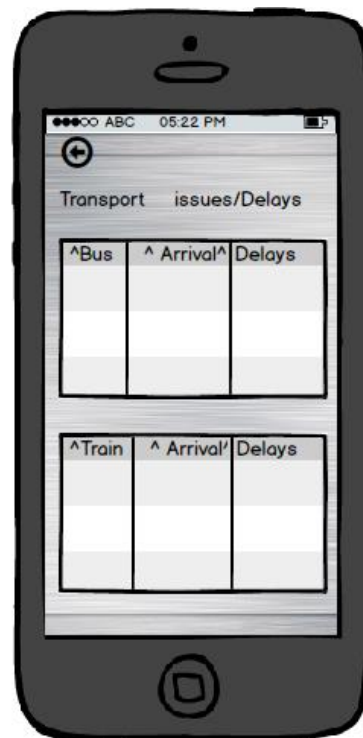 ABC 05:22 PM
Transport issues/Delays
^Bus ^ Arrival^ Delays
^Train ^ Arrival^ Delays